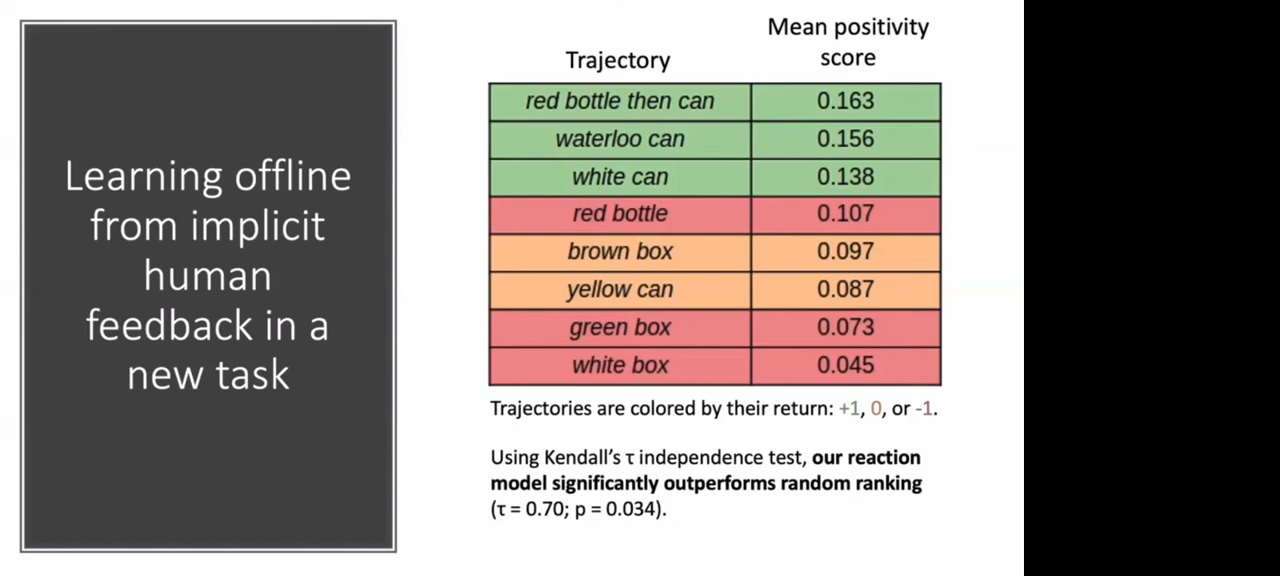 Learning offline
from implicit
human
feedback in a
new task
Trajectory
Mean positivity
score
red bottle then can 0.163
waterloo can 0.156
white can 0.138
red bottle 0.107
brown box 0.097
yellow can 0.087
green box 0.073
white box 0.045
Trajectories are colored by their return: +1, 0, or -1.
Using Kendall’s τ independence test, our reaction
model significantly outperforms random ranking
(τ = 0.70; p = 0.034).